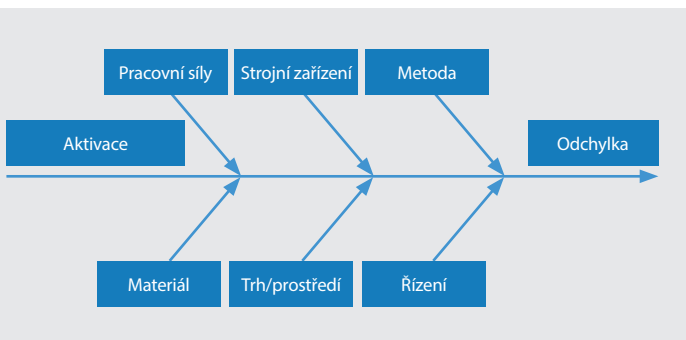 Pracovní síly
Strojní zařízení
Metoda
Aktivace
Odchylka
Materiál
Trh/prostředí
Řízení